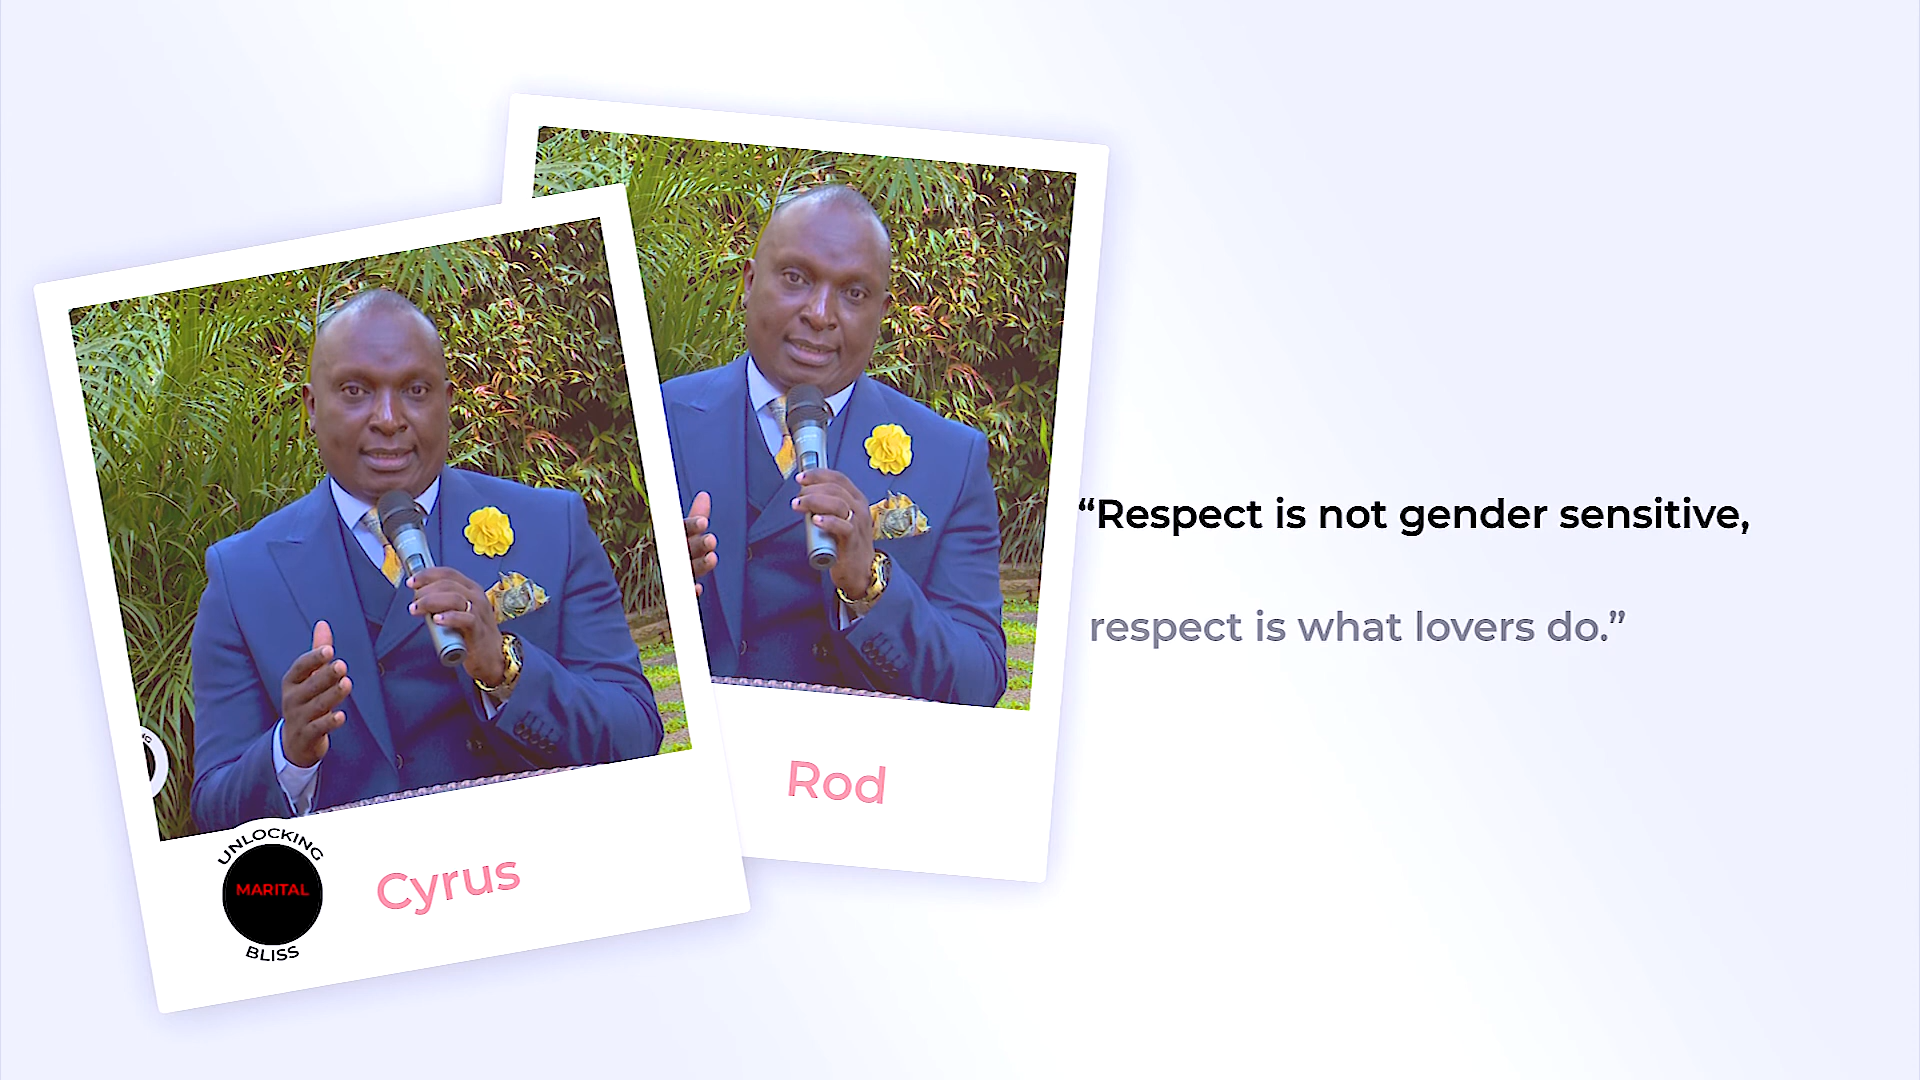 “Respect is not gender sensitive,
respect is what lovers do.”
Rod
Cyrus
UNLOCKING
MARITAL
BLISS